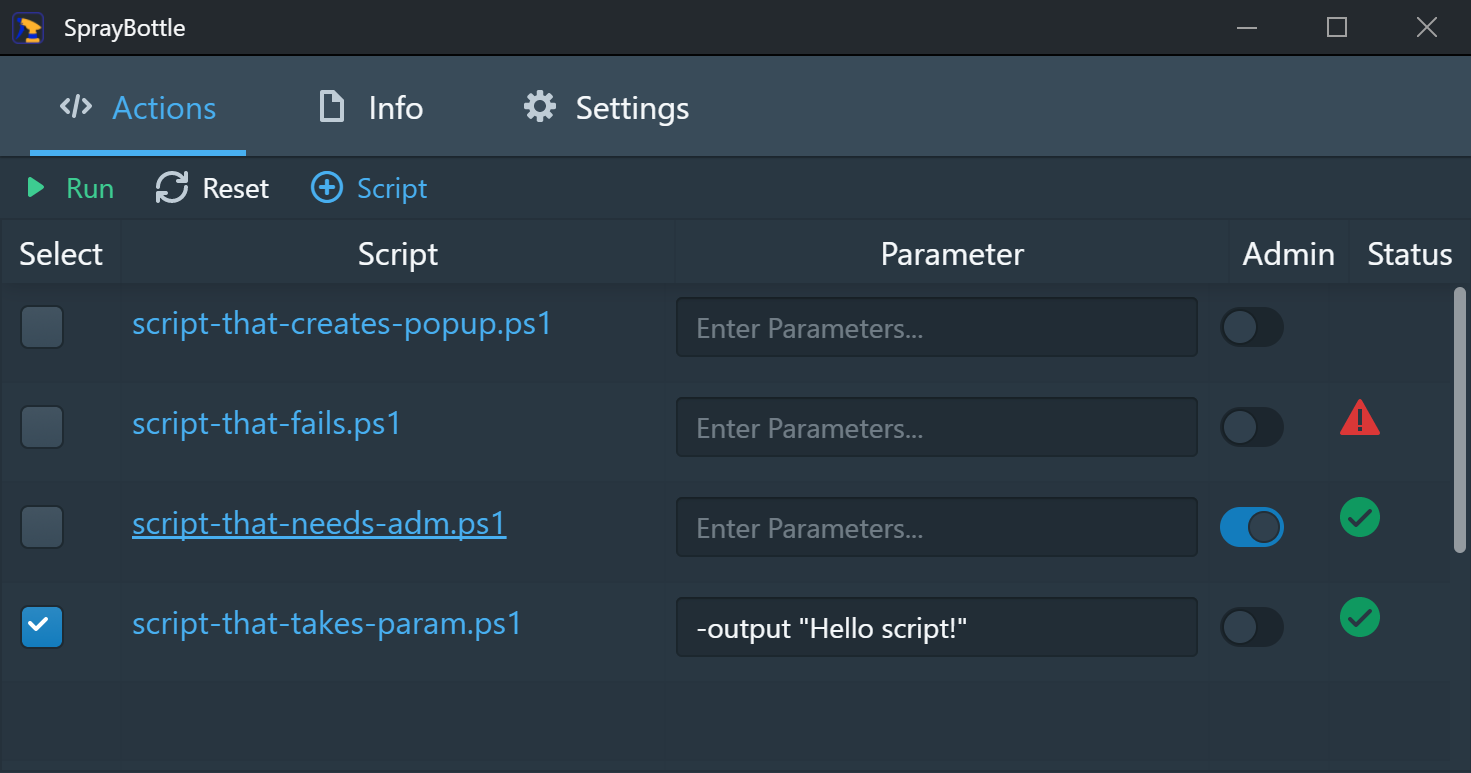 SprayBottle
Actions Info Settings
Run Reset Script
Select Script Parameter Admin Status
script-that-creates-popup.ps1 Enter Parameters...
script-that-fails.ps1 Enter Parameters...
script-that-needs-adm.ps1 Enter Parameters...
script-that-takes-param.ps1 -output "Hello script!"